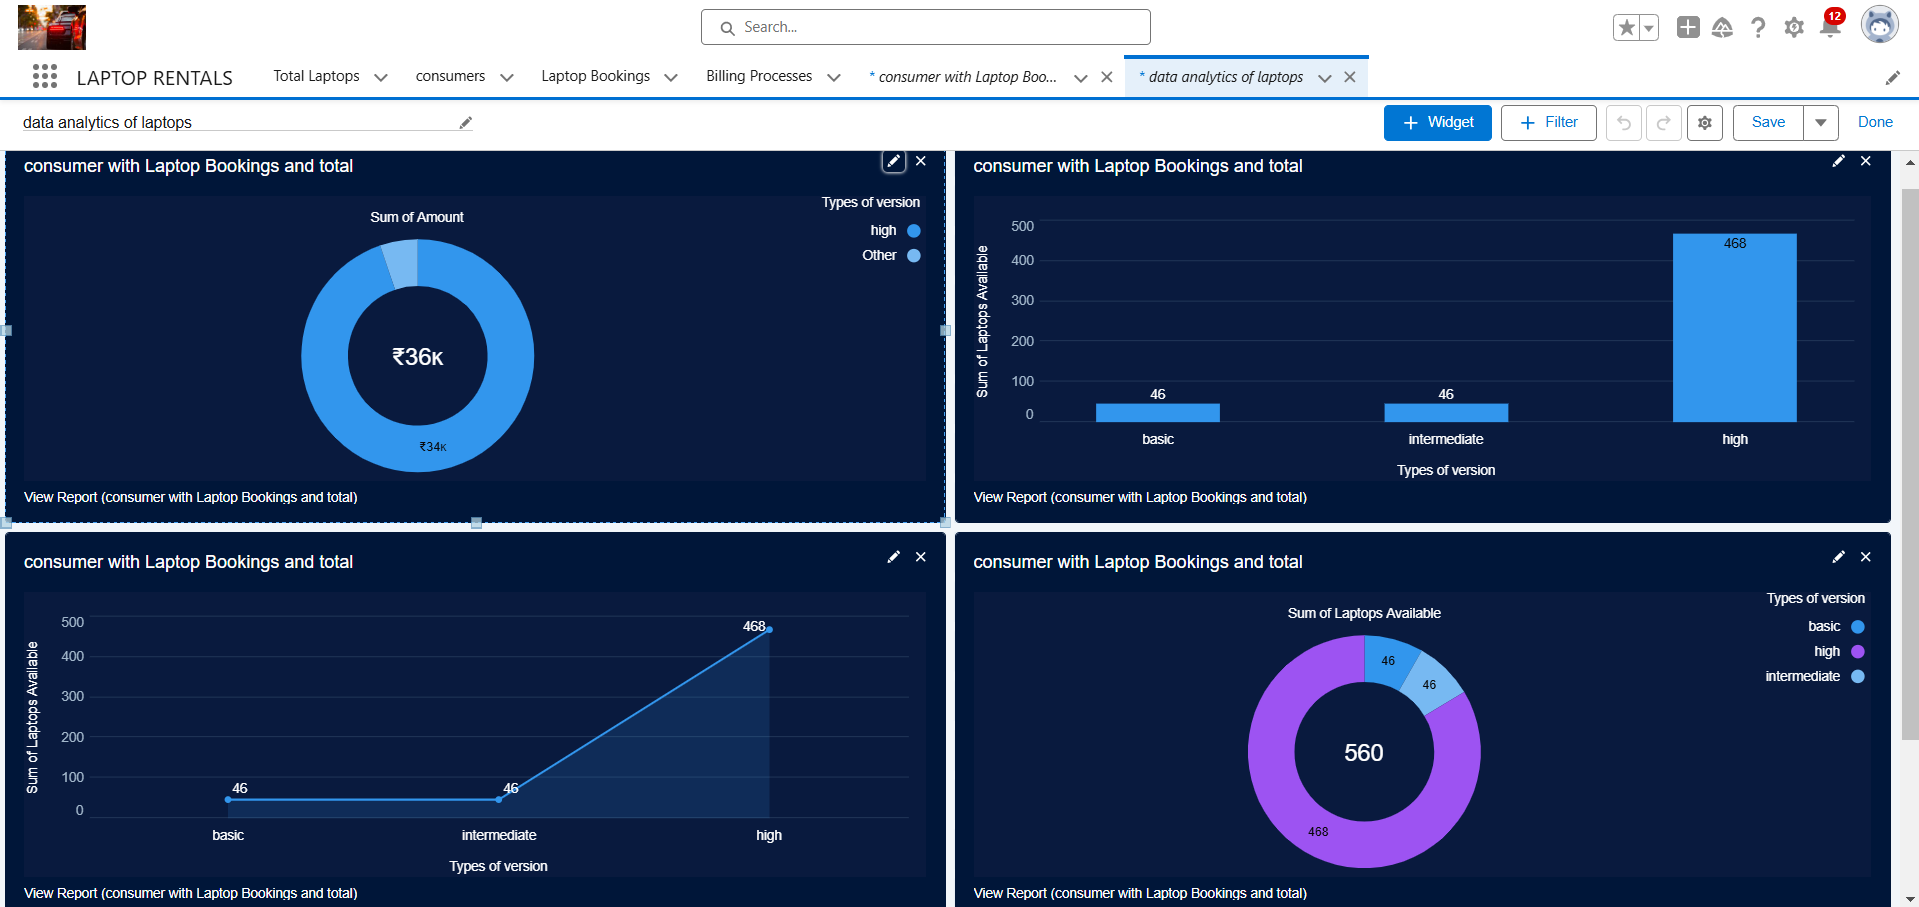 Search...
12
LAPTOP RENTALS
Total Laptops
consumers
Laptop Bookings
Billing Processes
* consumer with Laptop Boo...
* data analytics of laptops
data analytics of laptops
+ Widget
+ Filter
Save
Done
consumer with Laptop Bookings and total
Sum of Amount
Types of version
high
Other
₹36K
₹34K
View Report (consumer with Laptop Bookings and total)
consumer with Laptop Bookings and total
Sum of Laptops Available
500
400
300
200
100
0
46
46
468
basic
intermediate
high
Types of version
View Report (consumer with Laptop Bookings and total)
consumer with Laptop Bookings and total
Sum of Laptops Available
500
400
300
200
100
0
46
46
468
basic
intermediate
high
Types of version
View Report (consumer with Laptop Bookings and total)
consumer with Laptop Bookings and total
Sum of Laptops Available
Types of version
basic
high
intermediate
46
46
560
468
View Report (consumer with Laptop Bookings and total)